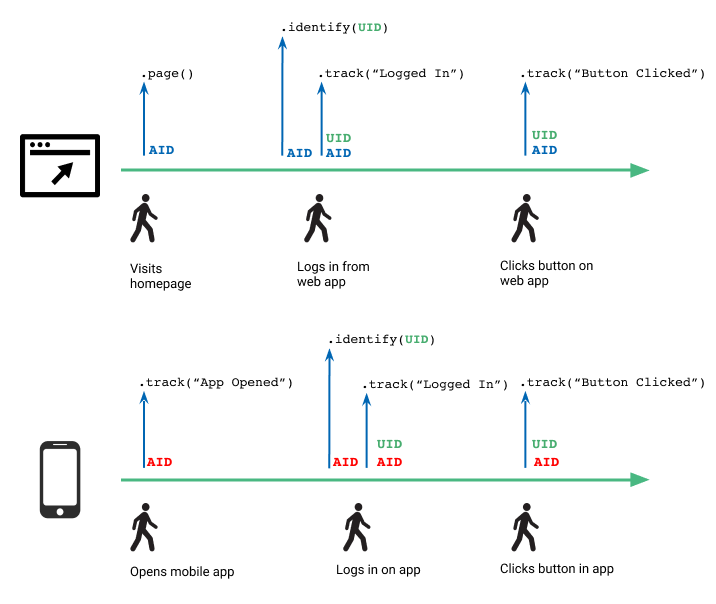 .identify(UID)
.page()
.track(“Logged In”)
.track(“Button Clicked”)
AID
AID
UID
AID
UID
AID
Visits
homepage
Logs in from
web app
Clicks button on
web app
.identify(UID)
.track(“App Opened”)
.track(“Logged In”)
.track(“Button Clicked”)
AID
AID
UID
AID
UID
AID
Opens mobile app
Logs in on app
Clicks button in app